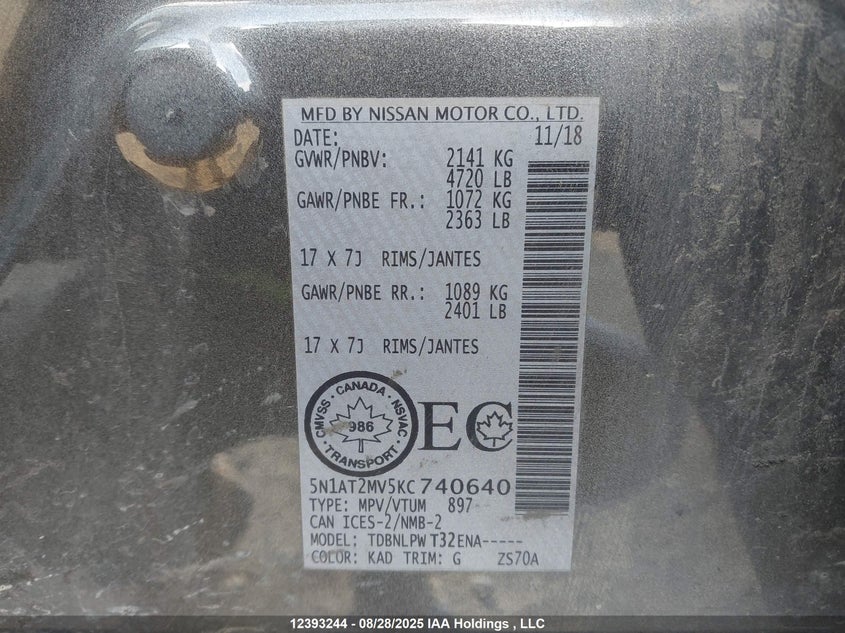 MFD BY NISSAN MOTOR CO., LTD.
DATE: 11/18
GVWR/PNBV: 2141 KG
4720 LB
GAWR/PNBE FR.: 1072 KG
2363 LB
17 X 7J RIMS/JANTES
GAWR/PNBE RR.: 1089 KG
2401 LB
17 X 7J RIMS/JANTES
CMVSS · CANADA · NSVAC · TRANSPORT
986
EC
5N1AT2MV5KC740640
TYPE: MPV/VTUM 897
CAN ICES-2/NMB-2
MODEL: TDBNLPW T32ENA-----
COLOR: KAD TRIM: G ZS70A
12393244 - 08/28/2025 IAA Holdings , LLC